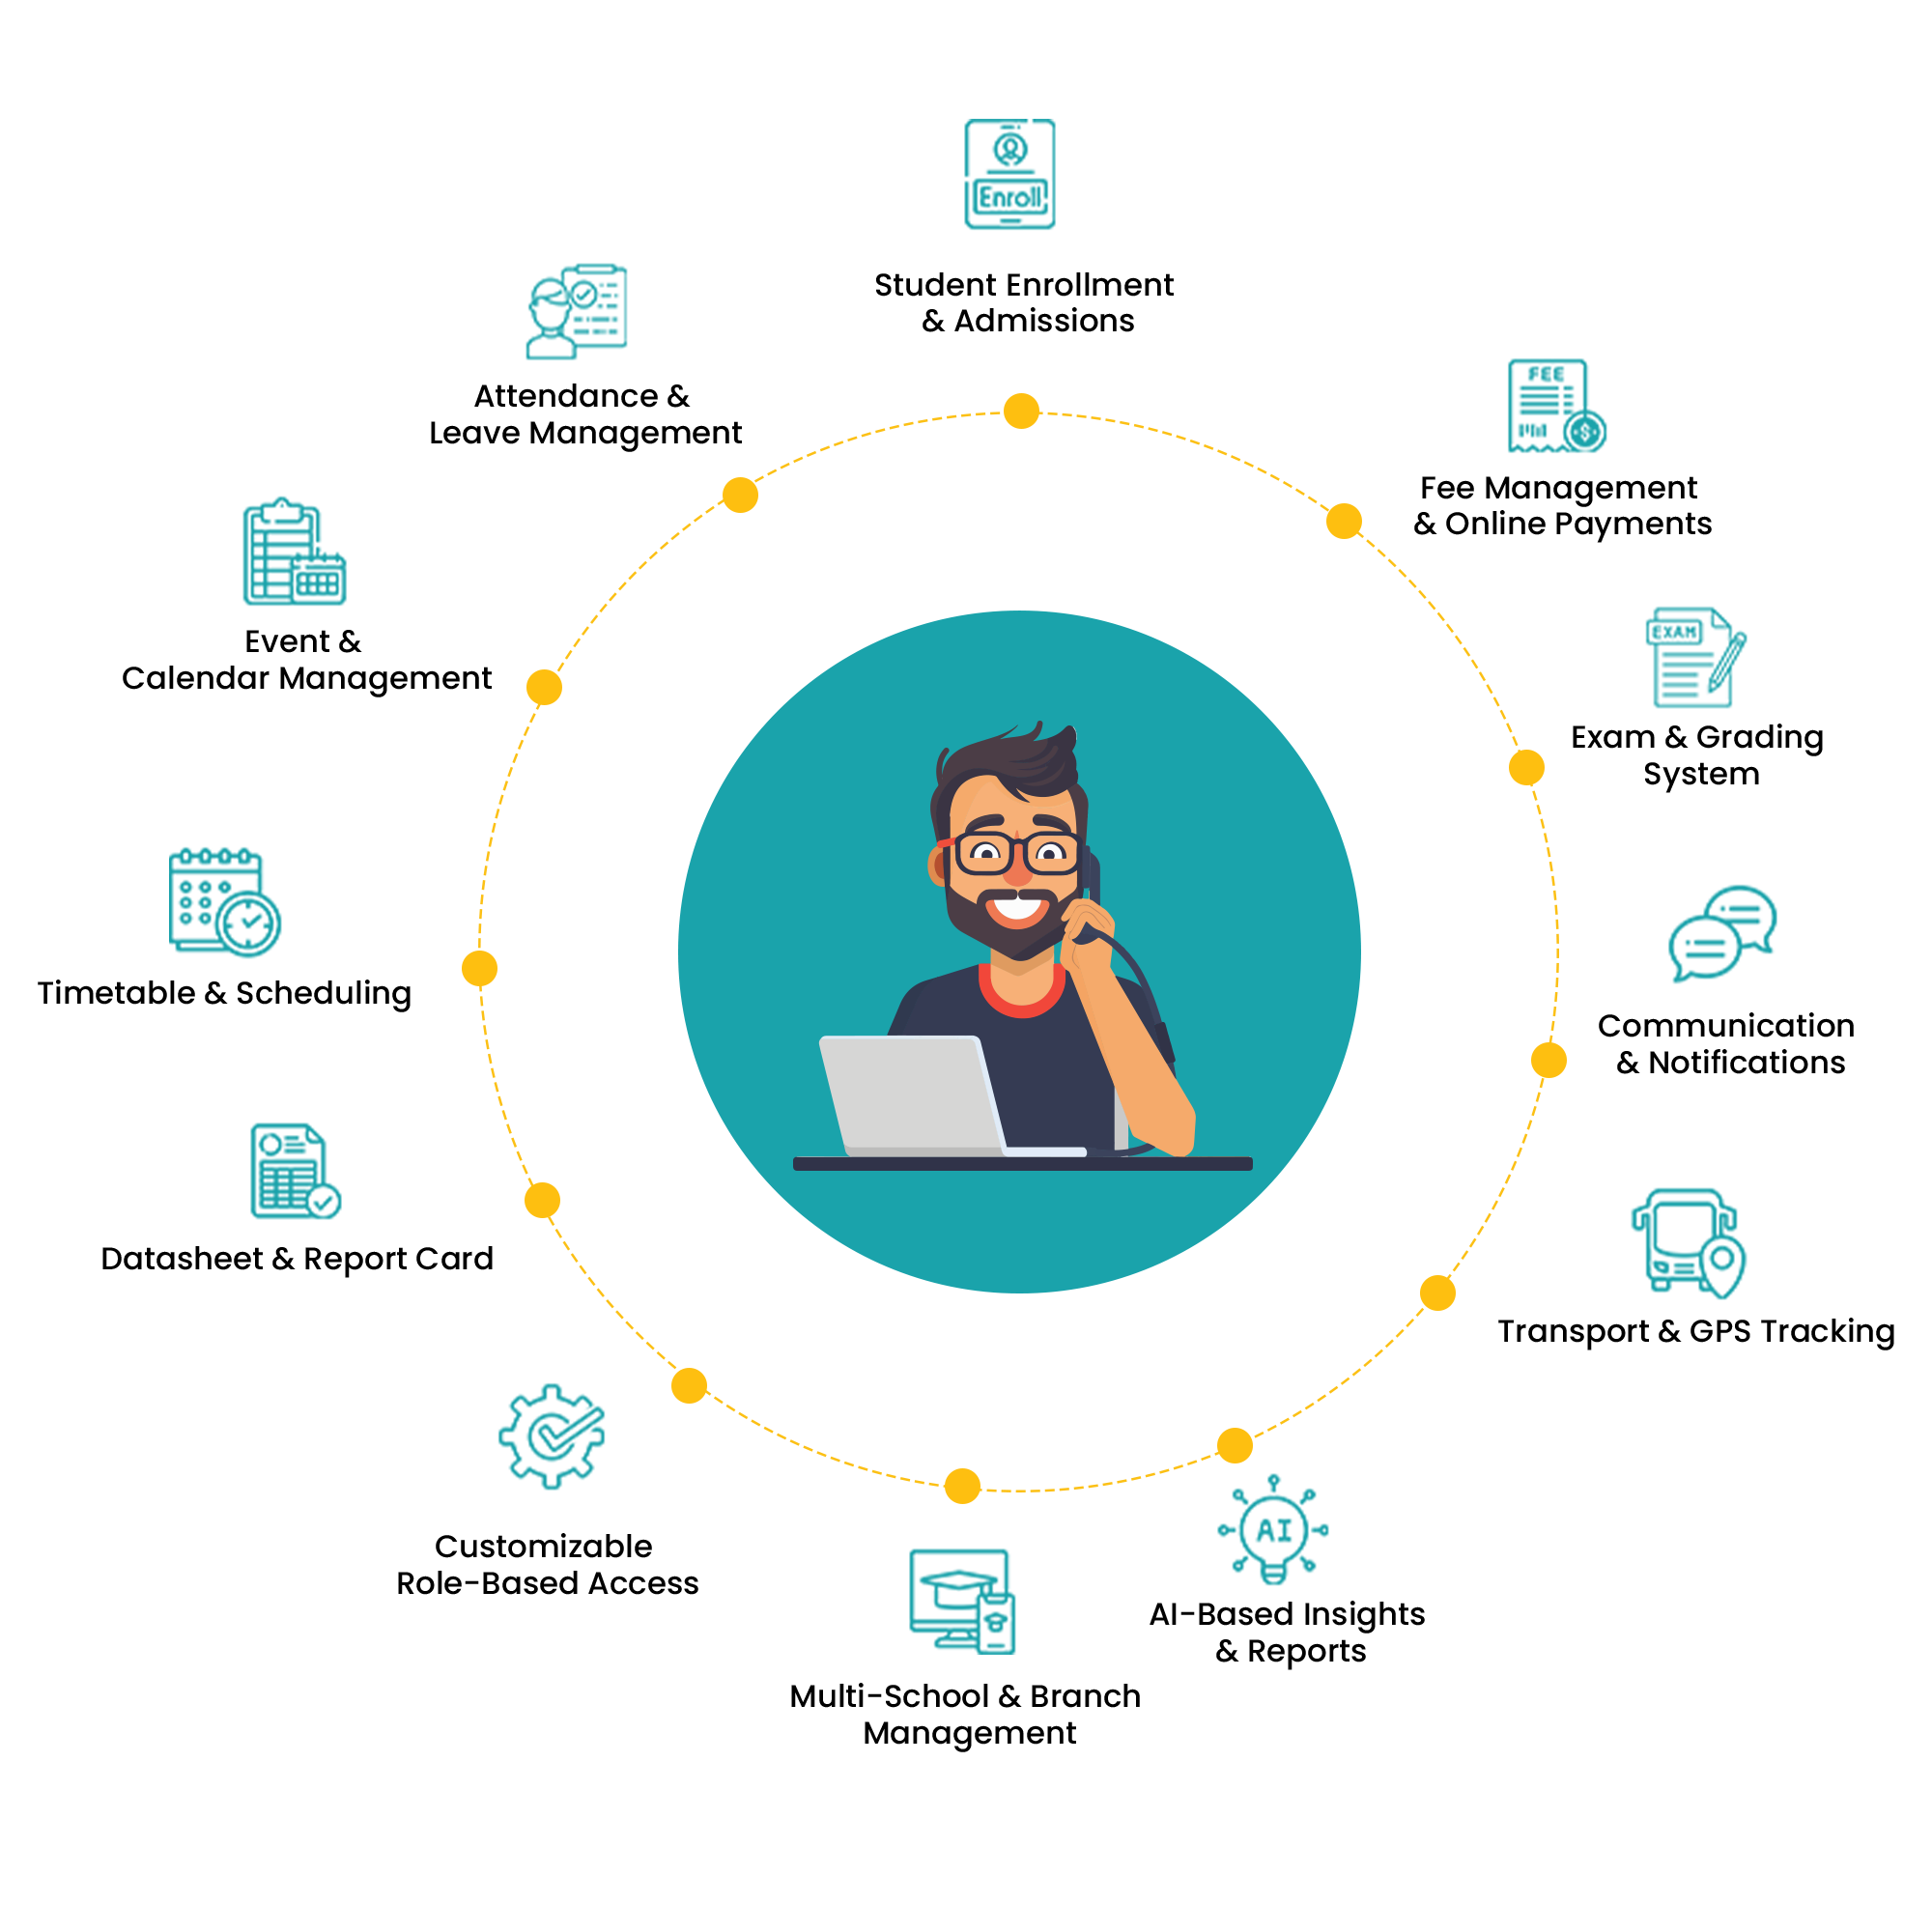 Enroll
Student Enrollment
& Admissions
FEE
Fee Management
& Online Payments
EXAM
Exam & Grading
System
Communication
& Notifications
Transport & GPS Tracking
AI
AI-Based Insights
& Reports
Multi-School & Branch
Management
Customizable
Role-Based Access
Datasheet & Report Card
Timetable & Scheduling
Event &
Calendar Management
Attendance &
Leave Management